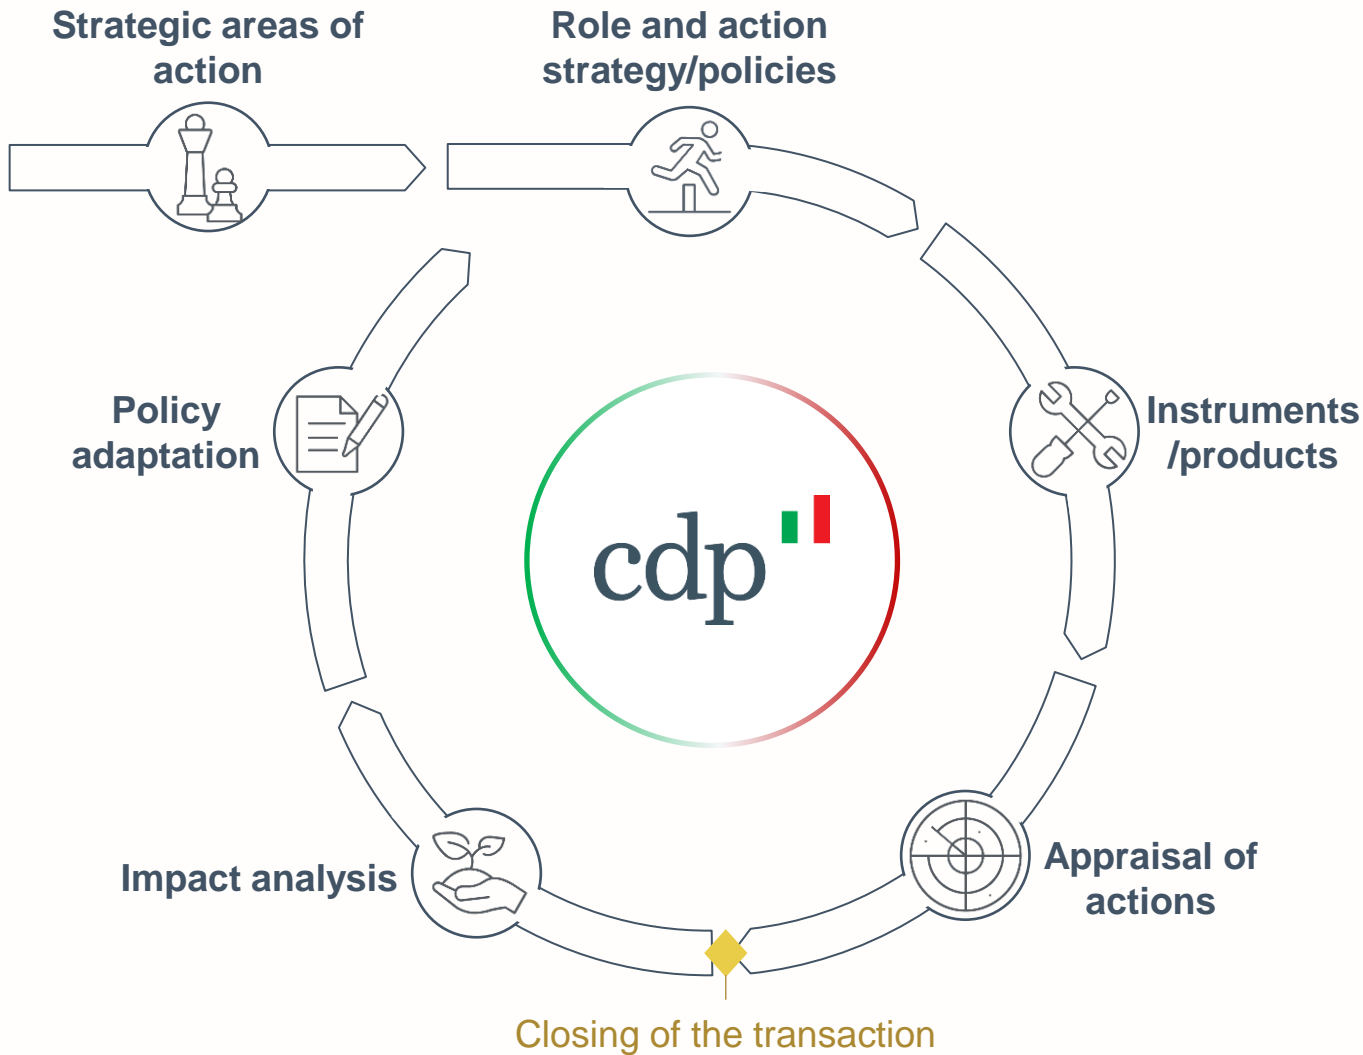 Strategic areas of
action
Role and action
strategy/policies
Instruments
/products
Policy
adaptation
cdp
Appraisal of
actions
Impact analysis
Closing of the transaction